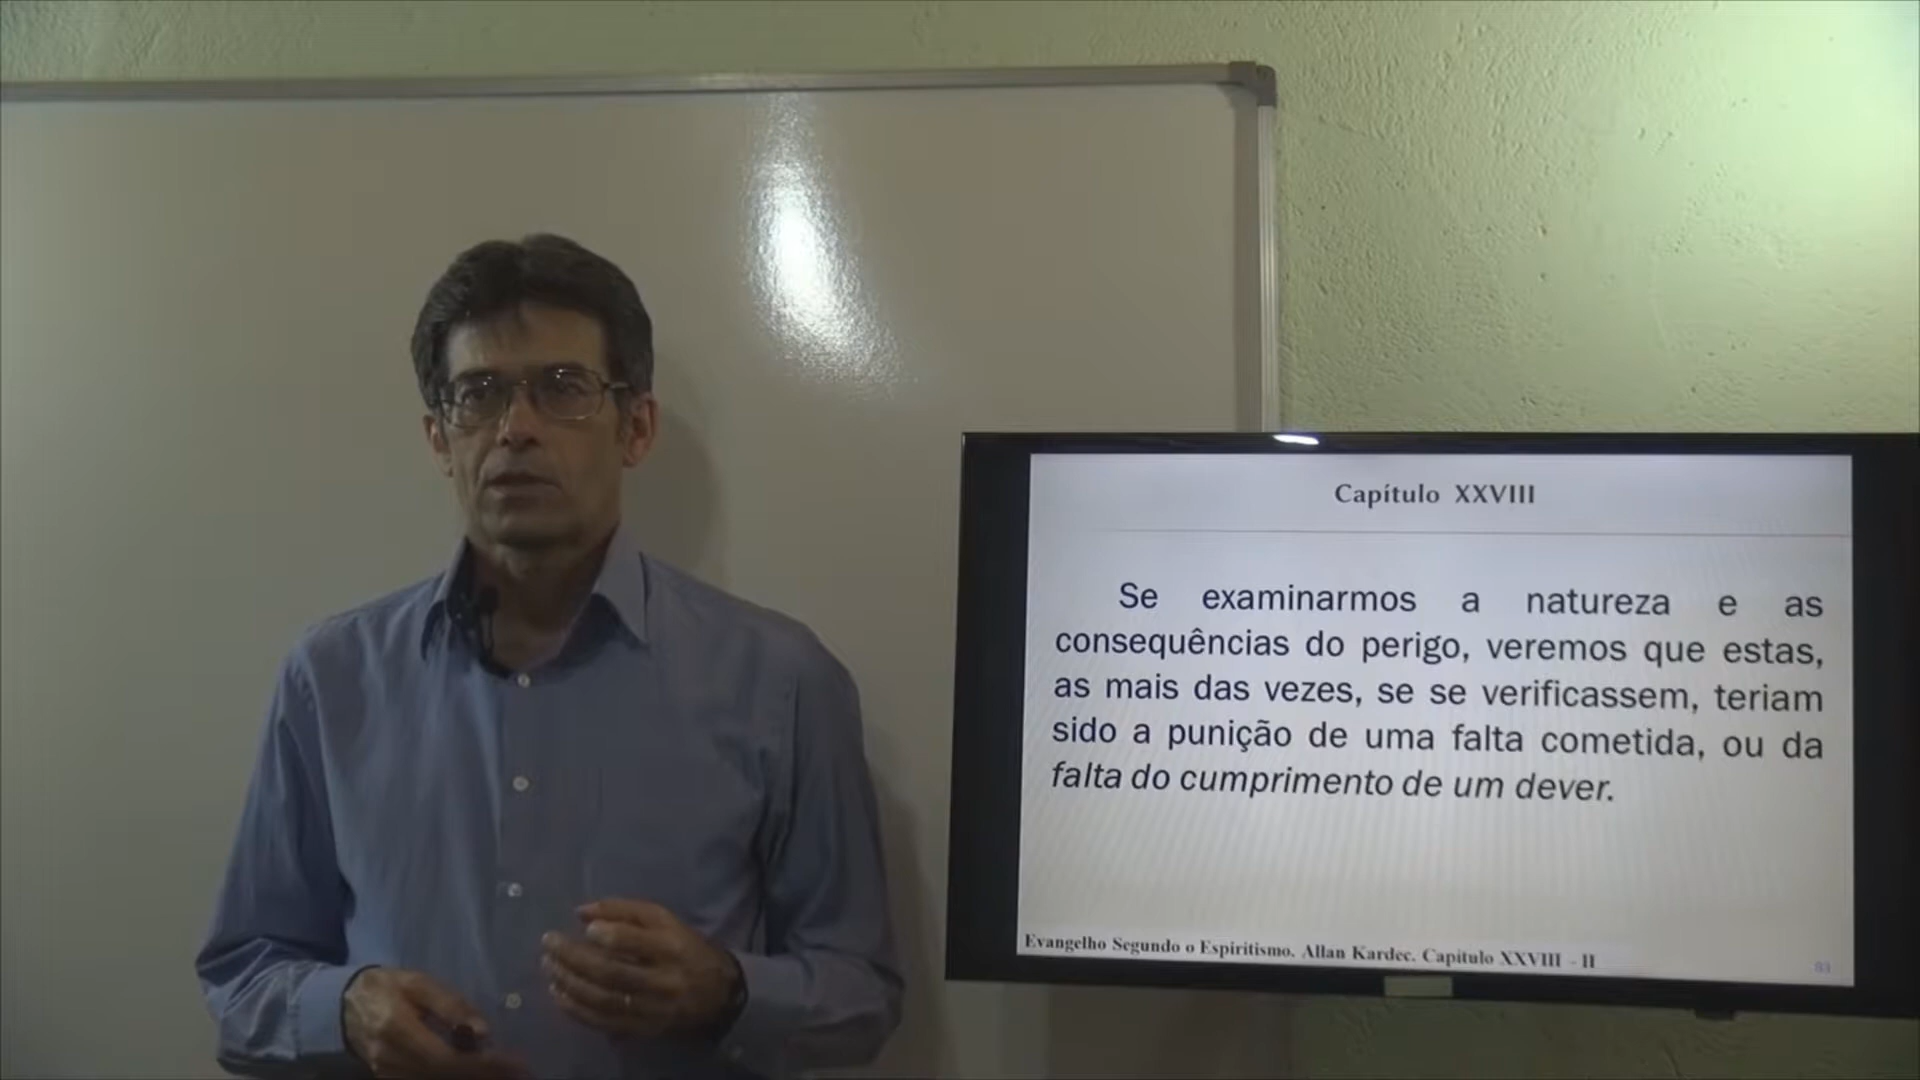 Capítulo XXVIII
Se examinarmos a natureza e as
consequências do perigo, veremos que estas,
as mais das vezes, se se verificassem, teriam
sido a punição de uma falta cometida, ou da
falta do cumprimento de um dever.
Evangelho Segundo o Espiritismo. Allan Kardec. Capítulo XXVIII - II